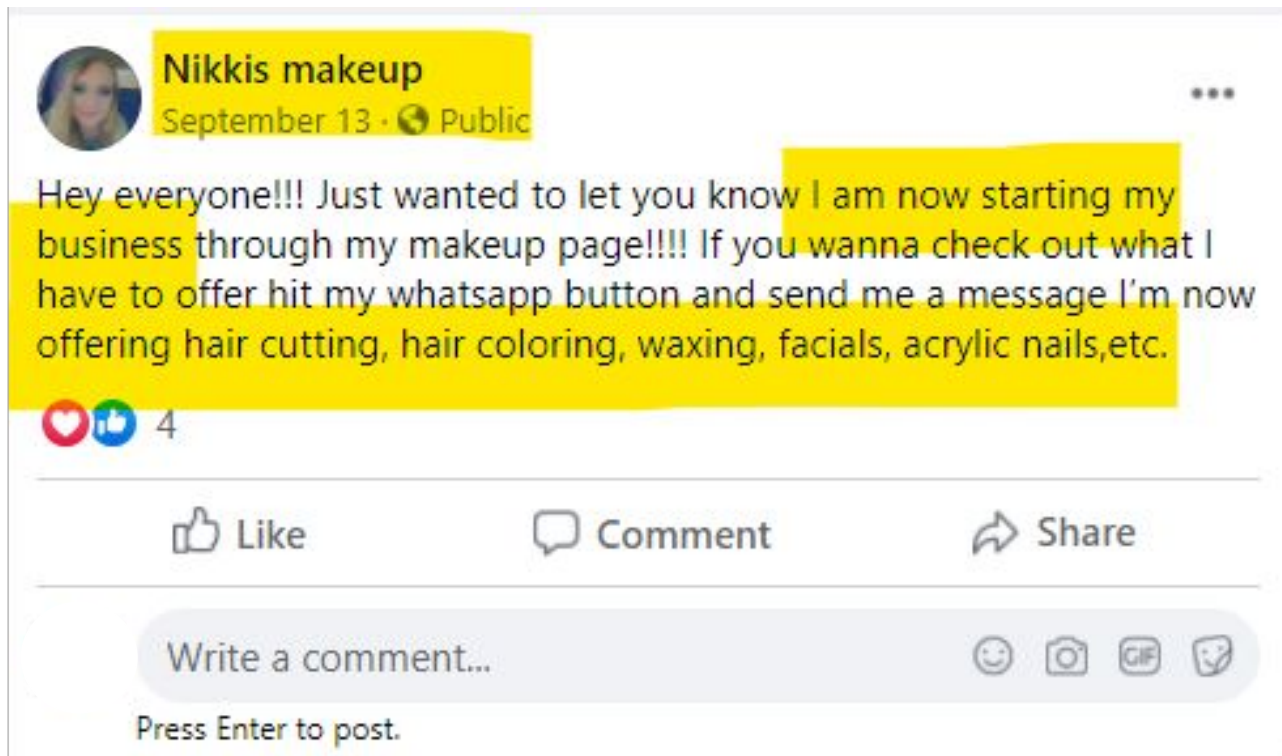 Nikkis makeup
September 13 · Public
Hey everyone!!! Just wanted to let you know I am now starting my
business through my makeup page!!!! If you wanna check out what I
have to offer hit my whatsapp button and send me a message I'm now
offering hair cutting, hair coloring, waxing, facials, acrylic nails,etc.
4
Like Comment Share
Write a comment... GIF
Press Enter to post.